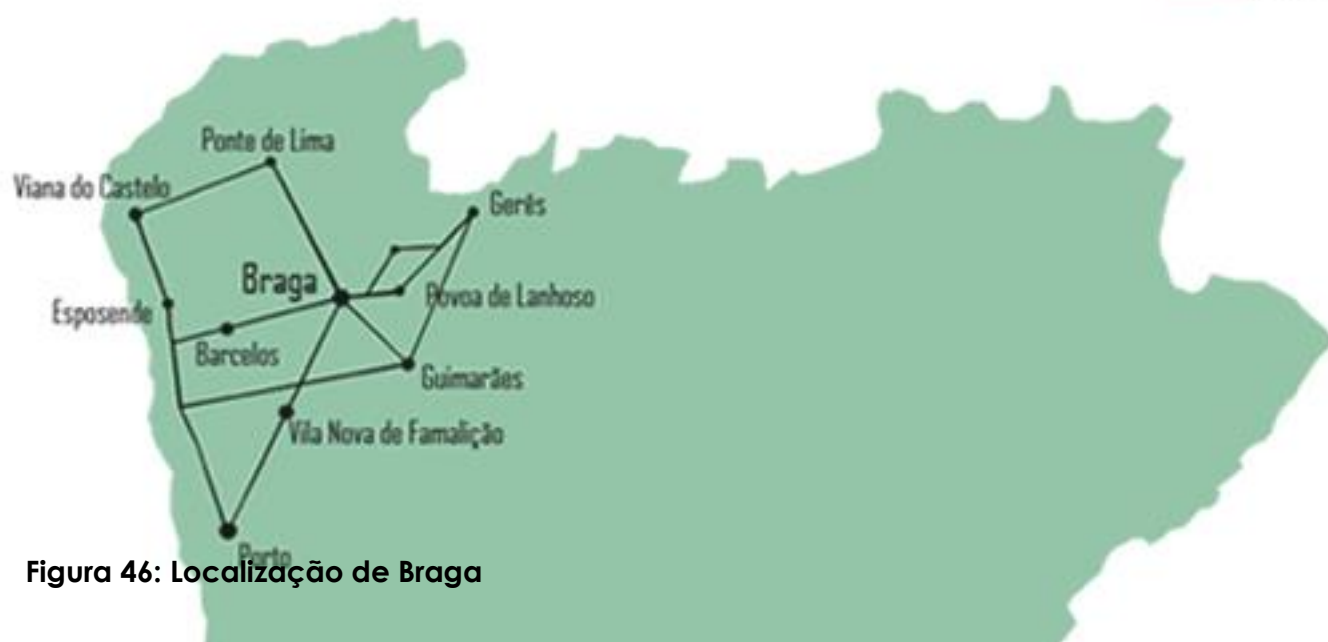 Ponte de Lima
Viana do Castelo
Gerês
Braga
Póvoa de Lanhoso
Esposende
Barcelos
Guimarães
Vila Nova de Famalição
Porto
Figura 46: Localização de Braga